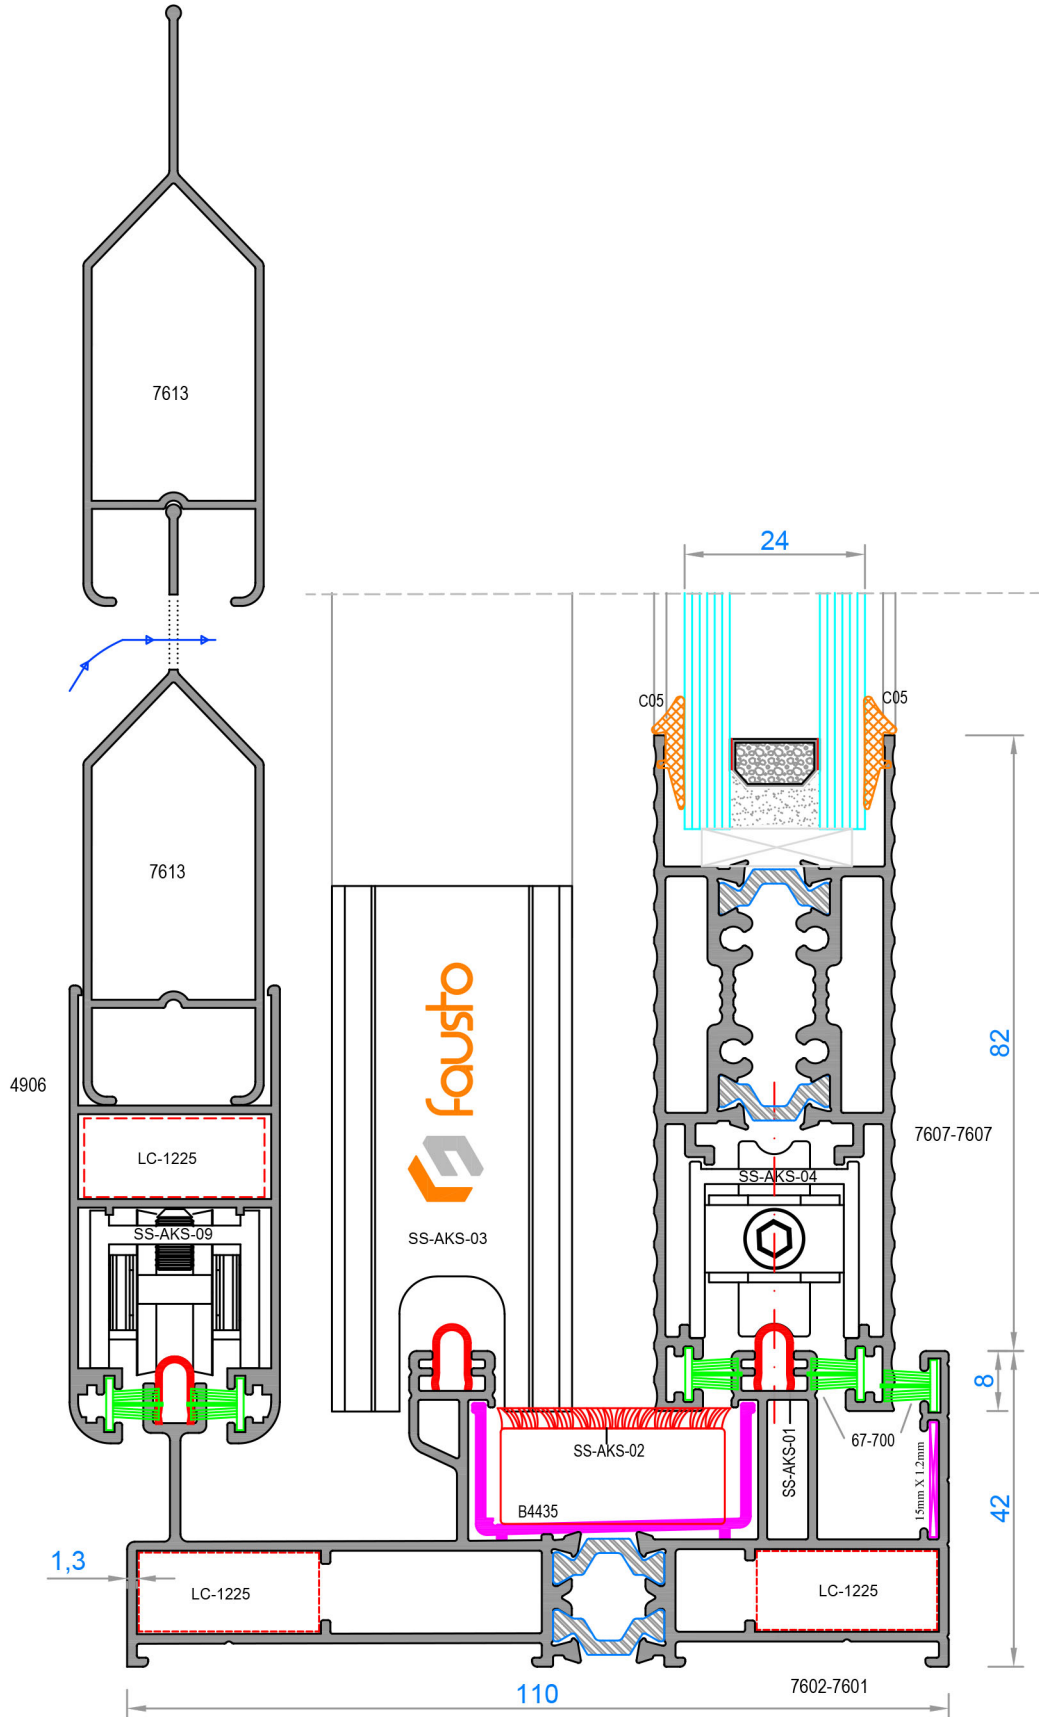 7613
24
C05
C05
7613
fausto
82
4906
7607-7607
LC-1225
SS-AKS-04
SS-AKS-09
SS-AKS-03
8
67-700
SS-AKS-02
SS-AKS-01
15mm X 1.2mm
B4435
42
1,3
LC-1225
LC-1225
7602-7601
110